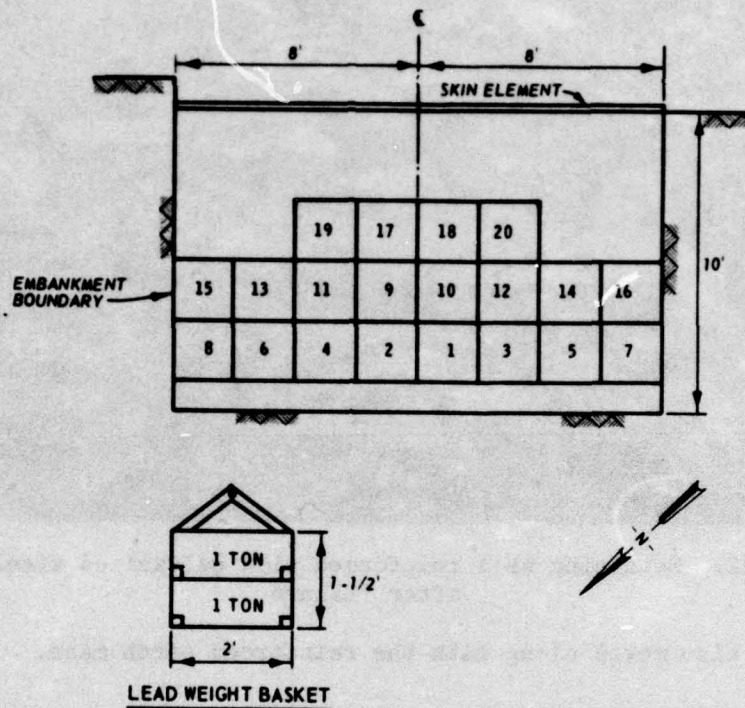 ℄
8'
8'
SKIN ELEMENT
19 17 18 20
10'
EMBANKMENT
BOUNDARY
15 13 11 9 10 12 14 16
8 6 4 2 1 3 5 7
N
1 TON
1 TON
1-1/2'
2'
LEAD WEIGHT BASKET